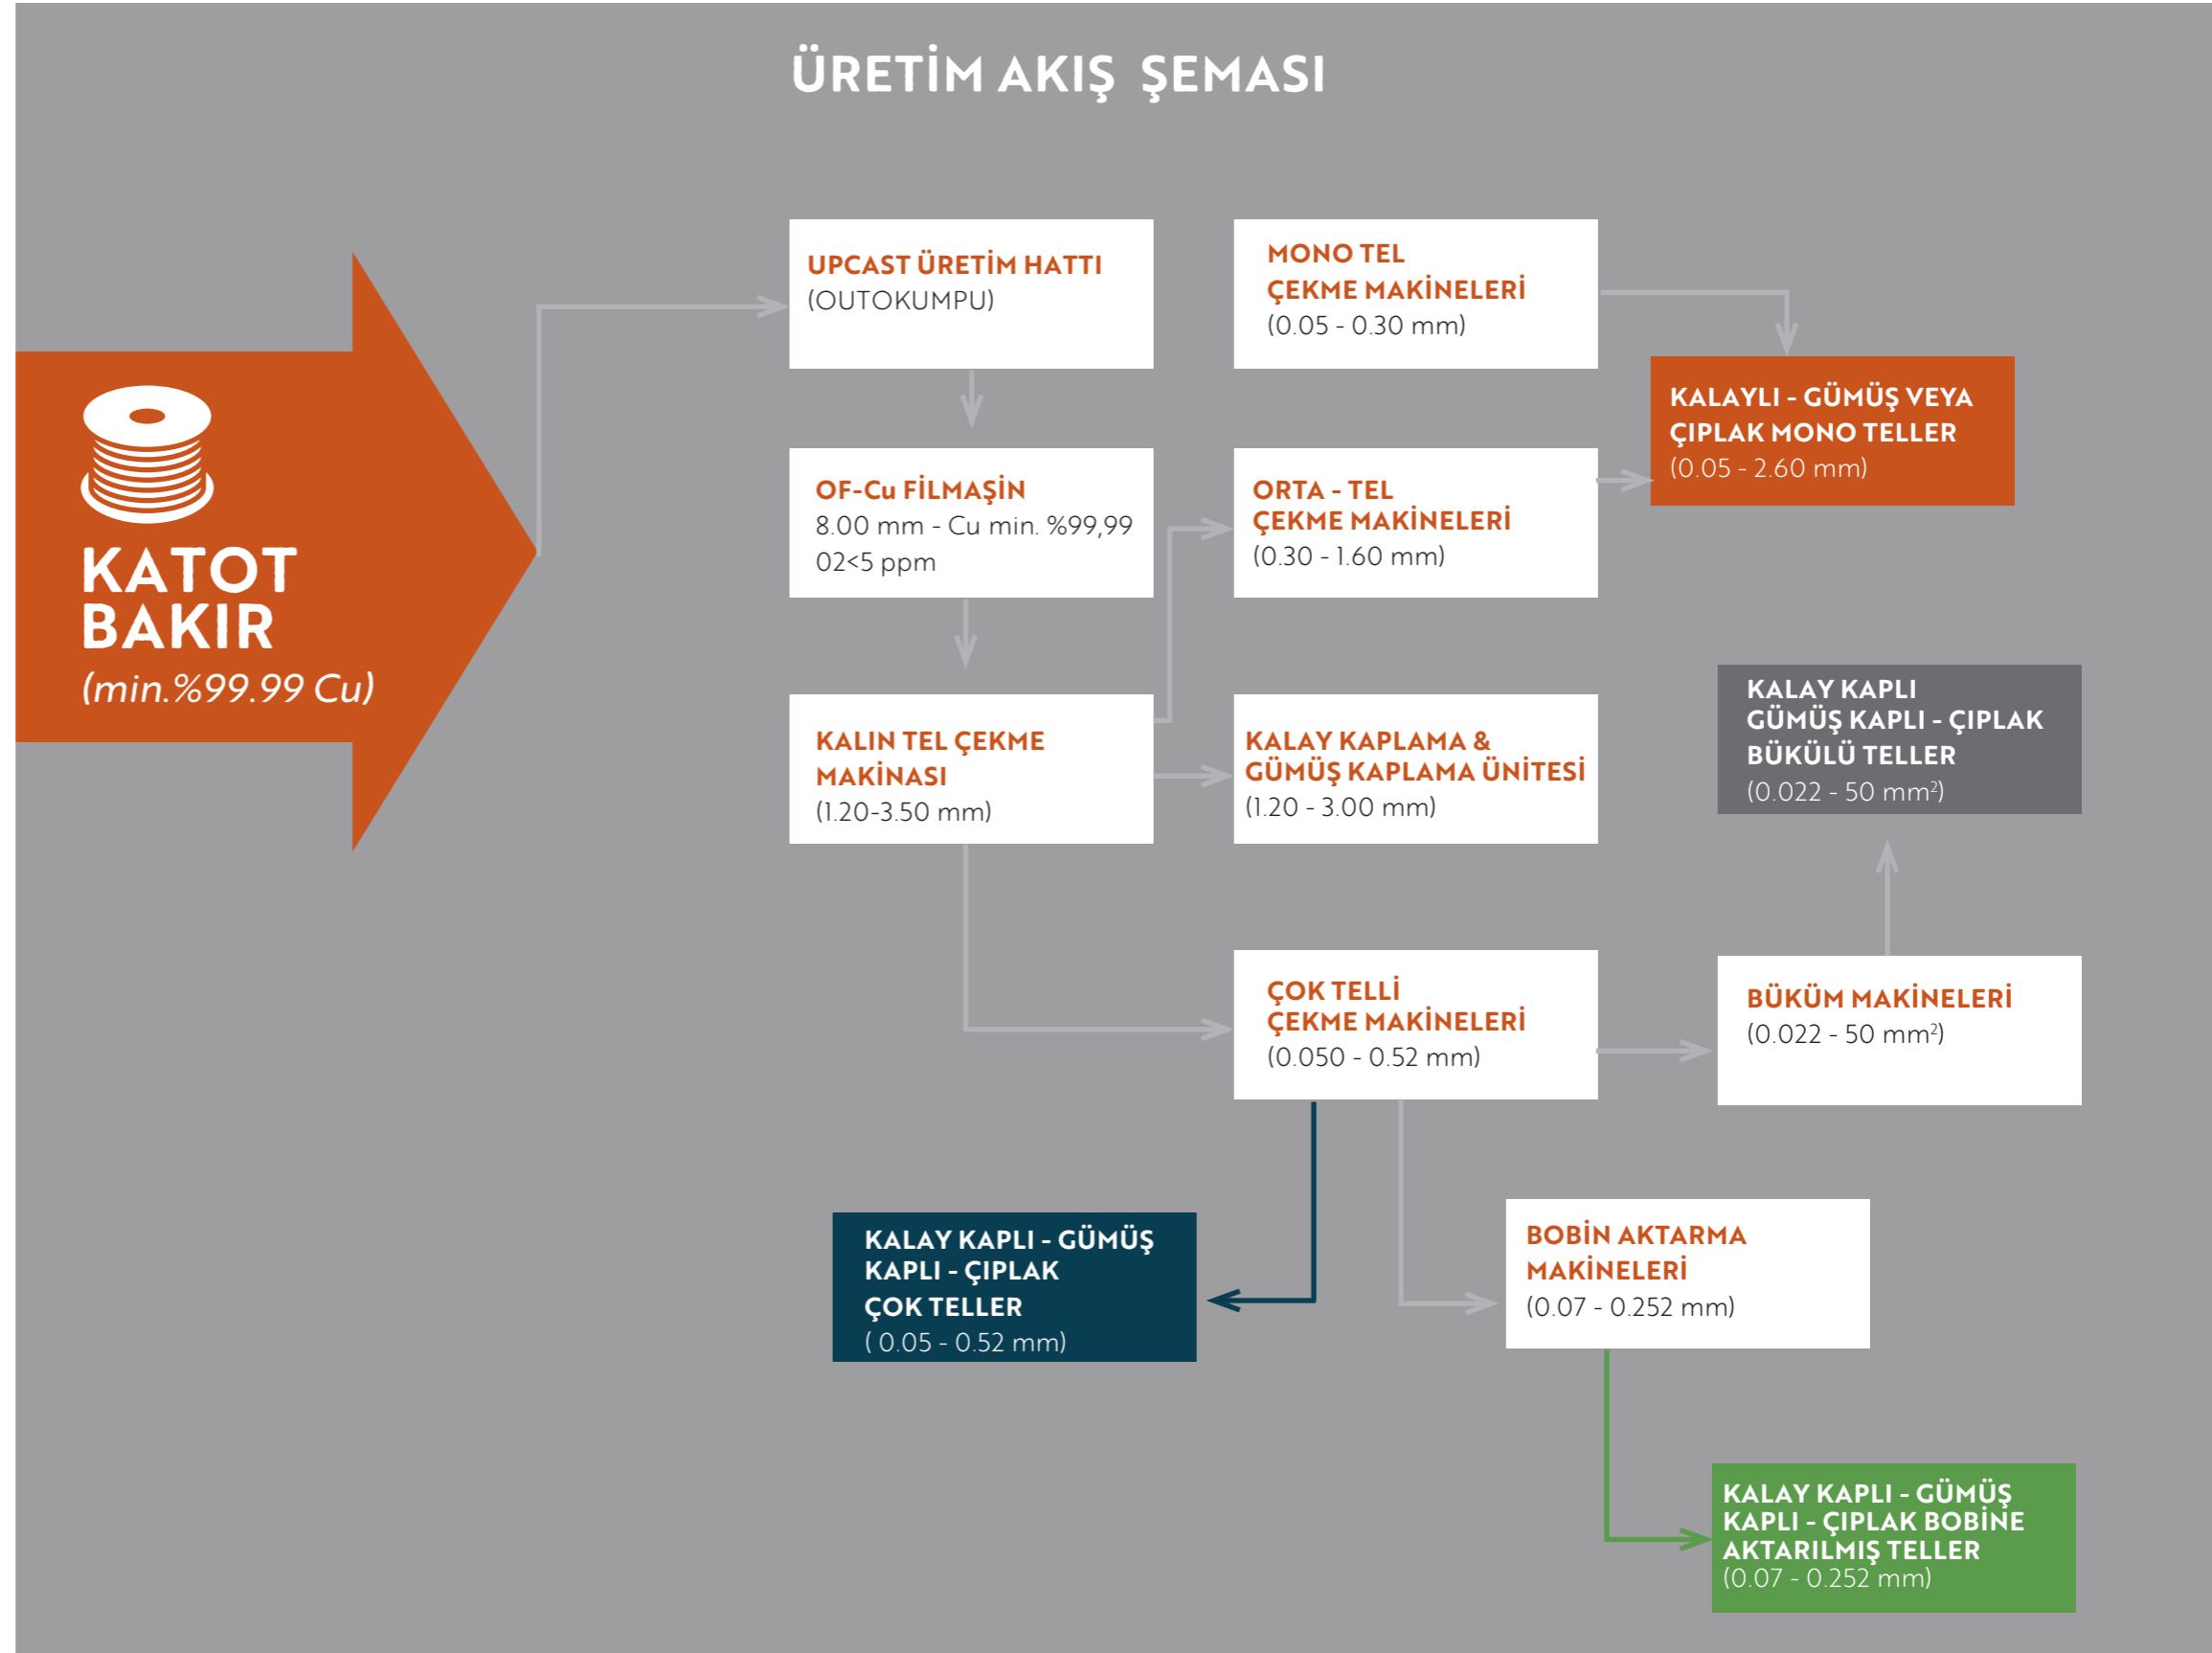 ÜRETİM AKIŞ ŞEMASI
KATOT
BAKIR
(min.%99.99 Cu)
UPCAST ÜRETİM HATTI
(OUTOKUMPU)
MONO TEL
ÇEKME MAKİNELERİ
(0.05 - 0.30 mm)
KALAYLI - GÜMÜŞ VEYA
ÇIPLAK MONO TELLER
(0.05 - 2.60 mm)
OF-Cu FİLMAŞİN
8.00 mm - Cu min. %99,99
02<5 ppm
ORTA - TEL
ÇEKME MAKİNELERİ
(0.30 - 1.60 mm)
KALIN TEL ÇEKME
MAKİNASI
(1.20-3.50 mm)
KALAY KAPLAMA &
GÜMÜŞ KAPLAMA ÜNİTESİ
(1.20 - 3.00 mm)
KALAY KAPLI
GÜMÜŞ KAPLI - ÇIPLAK
BÜKÜLÜ TELLER
(0.022 - 50 mm²)
ÇOK TELLİ
ÇEKME MAKİNELERİ
(0.050 - 0.52 mm)
BÜKÜM MAKİNELERİ
(0.022 - 50 mm²)
KALAY KAPLI - GÜMÜŞ
KAPLI - ÇIPLAK
ÇOK TELLER
( 0.05 - 0.52 mm)
BOBİN AKTARMA
MAKİNELERİ
(0.07 - 0.252 mm)
KALAY KAPLI - GÜMÜŞ
KAPLI - ÇIPLAK BOBİNE
AKTARILMIŞ TELLER
(0.07 - 0.252 mm)